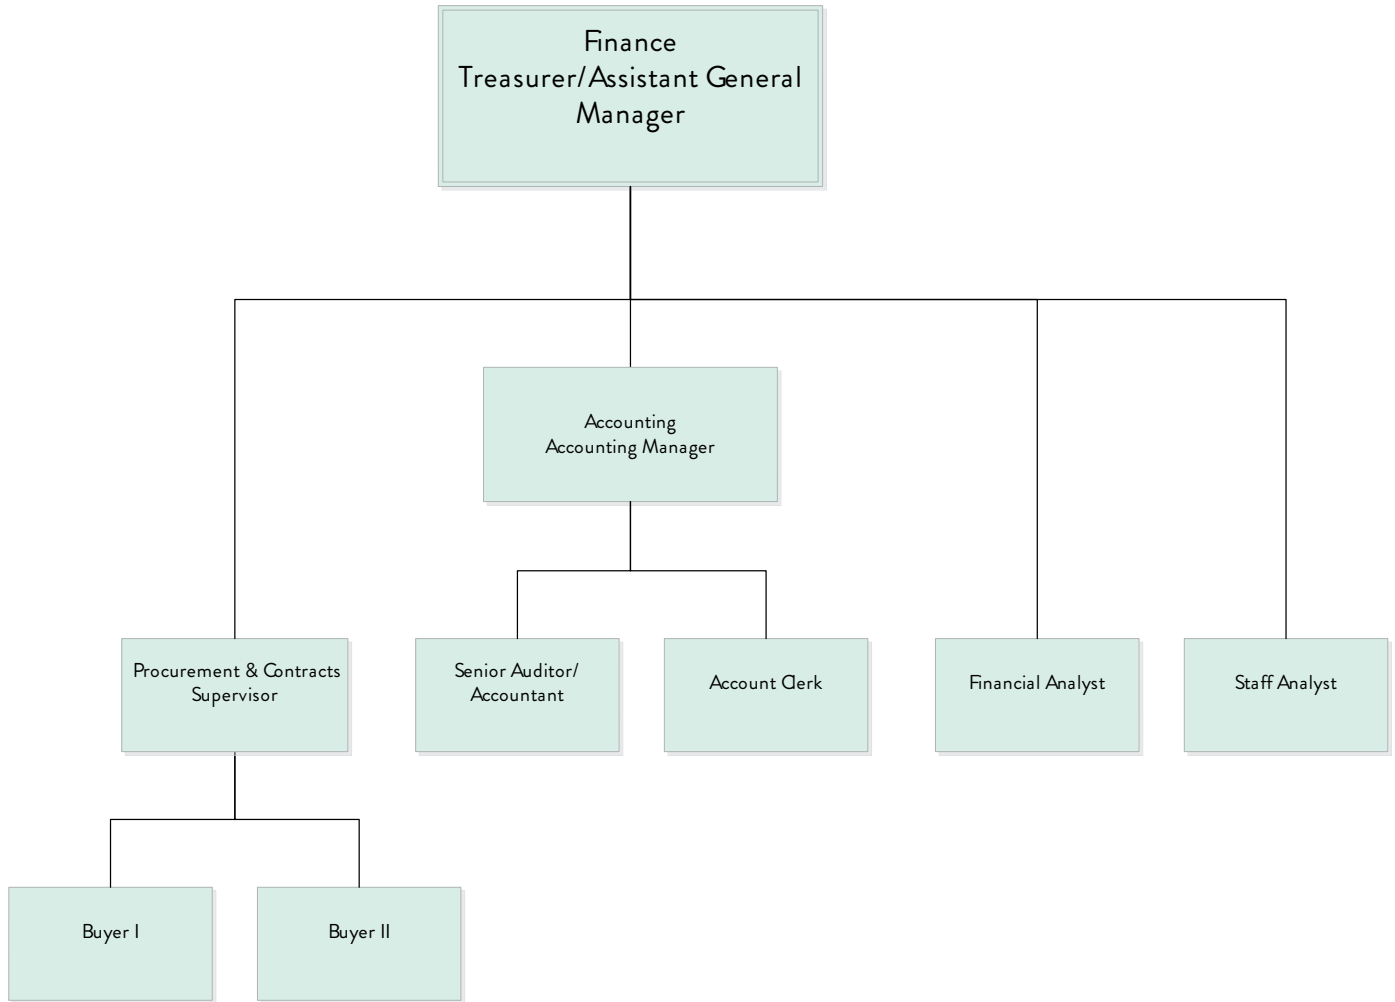 Finance
Treasurer/Assistant General
Manager
Accounting
Accounting Manager
Procurement & Contracts
Supervisor
Senior Auditor/
Accountant
Account Clerk
Financial Analyst
Staff Analyst
Buyer I
Buyer II